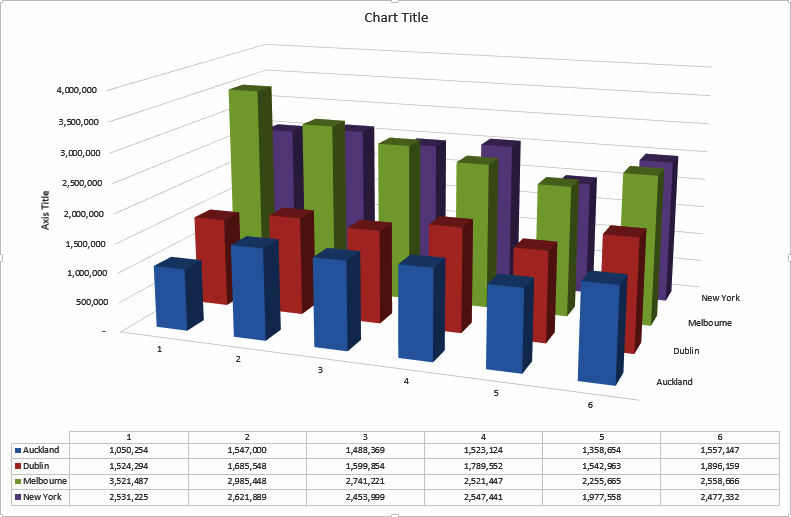 Chart Title
4,000,000
3,500,000
3,000,000
2,500,000
2,000,000
1,500,000
1,000,000
500,000
-
Axis Title
1
2
3
4
5
6
New York
Melbourne
Dublin
Auckland
1 2 3 4 5 6
Auckland 1,050,254 1,547,000 1,488,369 1,523,124 1,358,654 1,557,147
Dublin 1,524,294 1,685,548 1,599,854 1,789,552 1,542,963 1,896,159
Melbourne 3,521,487 2,985,448 2,741,221 2,521,447 2,255,665 2,558,666
New York 2,531,225 2,621,889 2,453,999 2,547,441 1,977,558 2,477,332